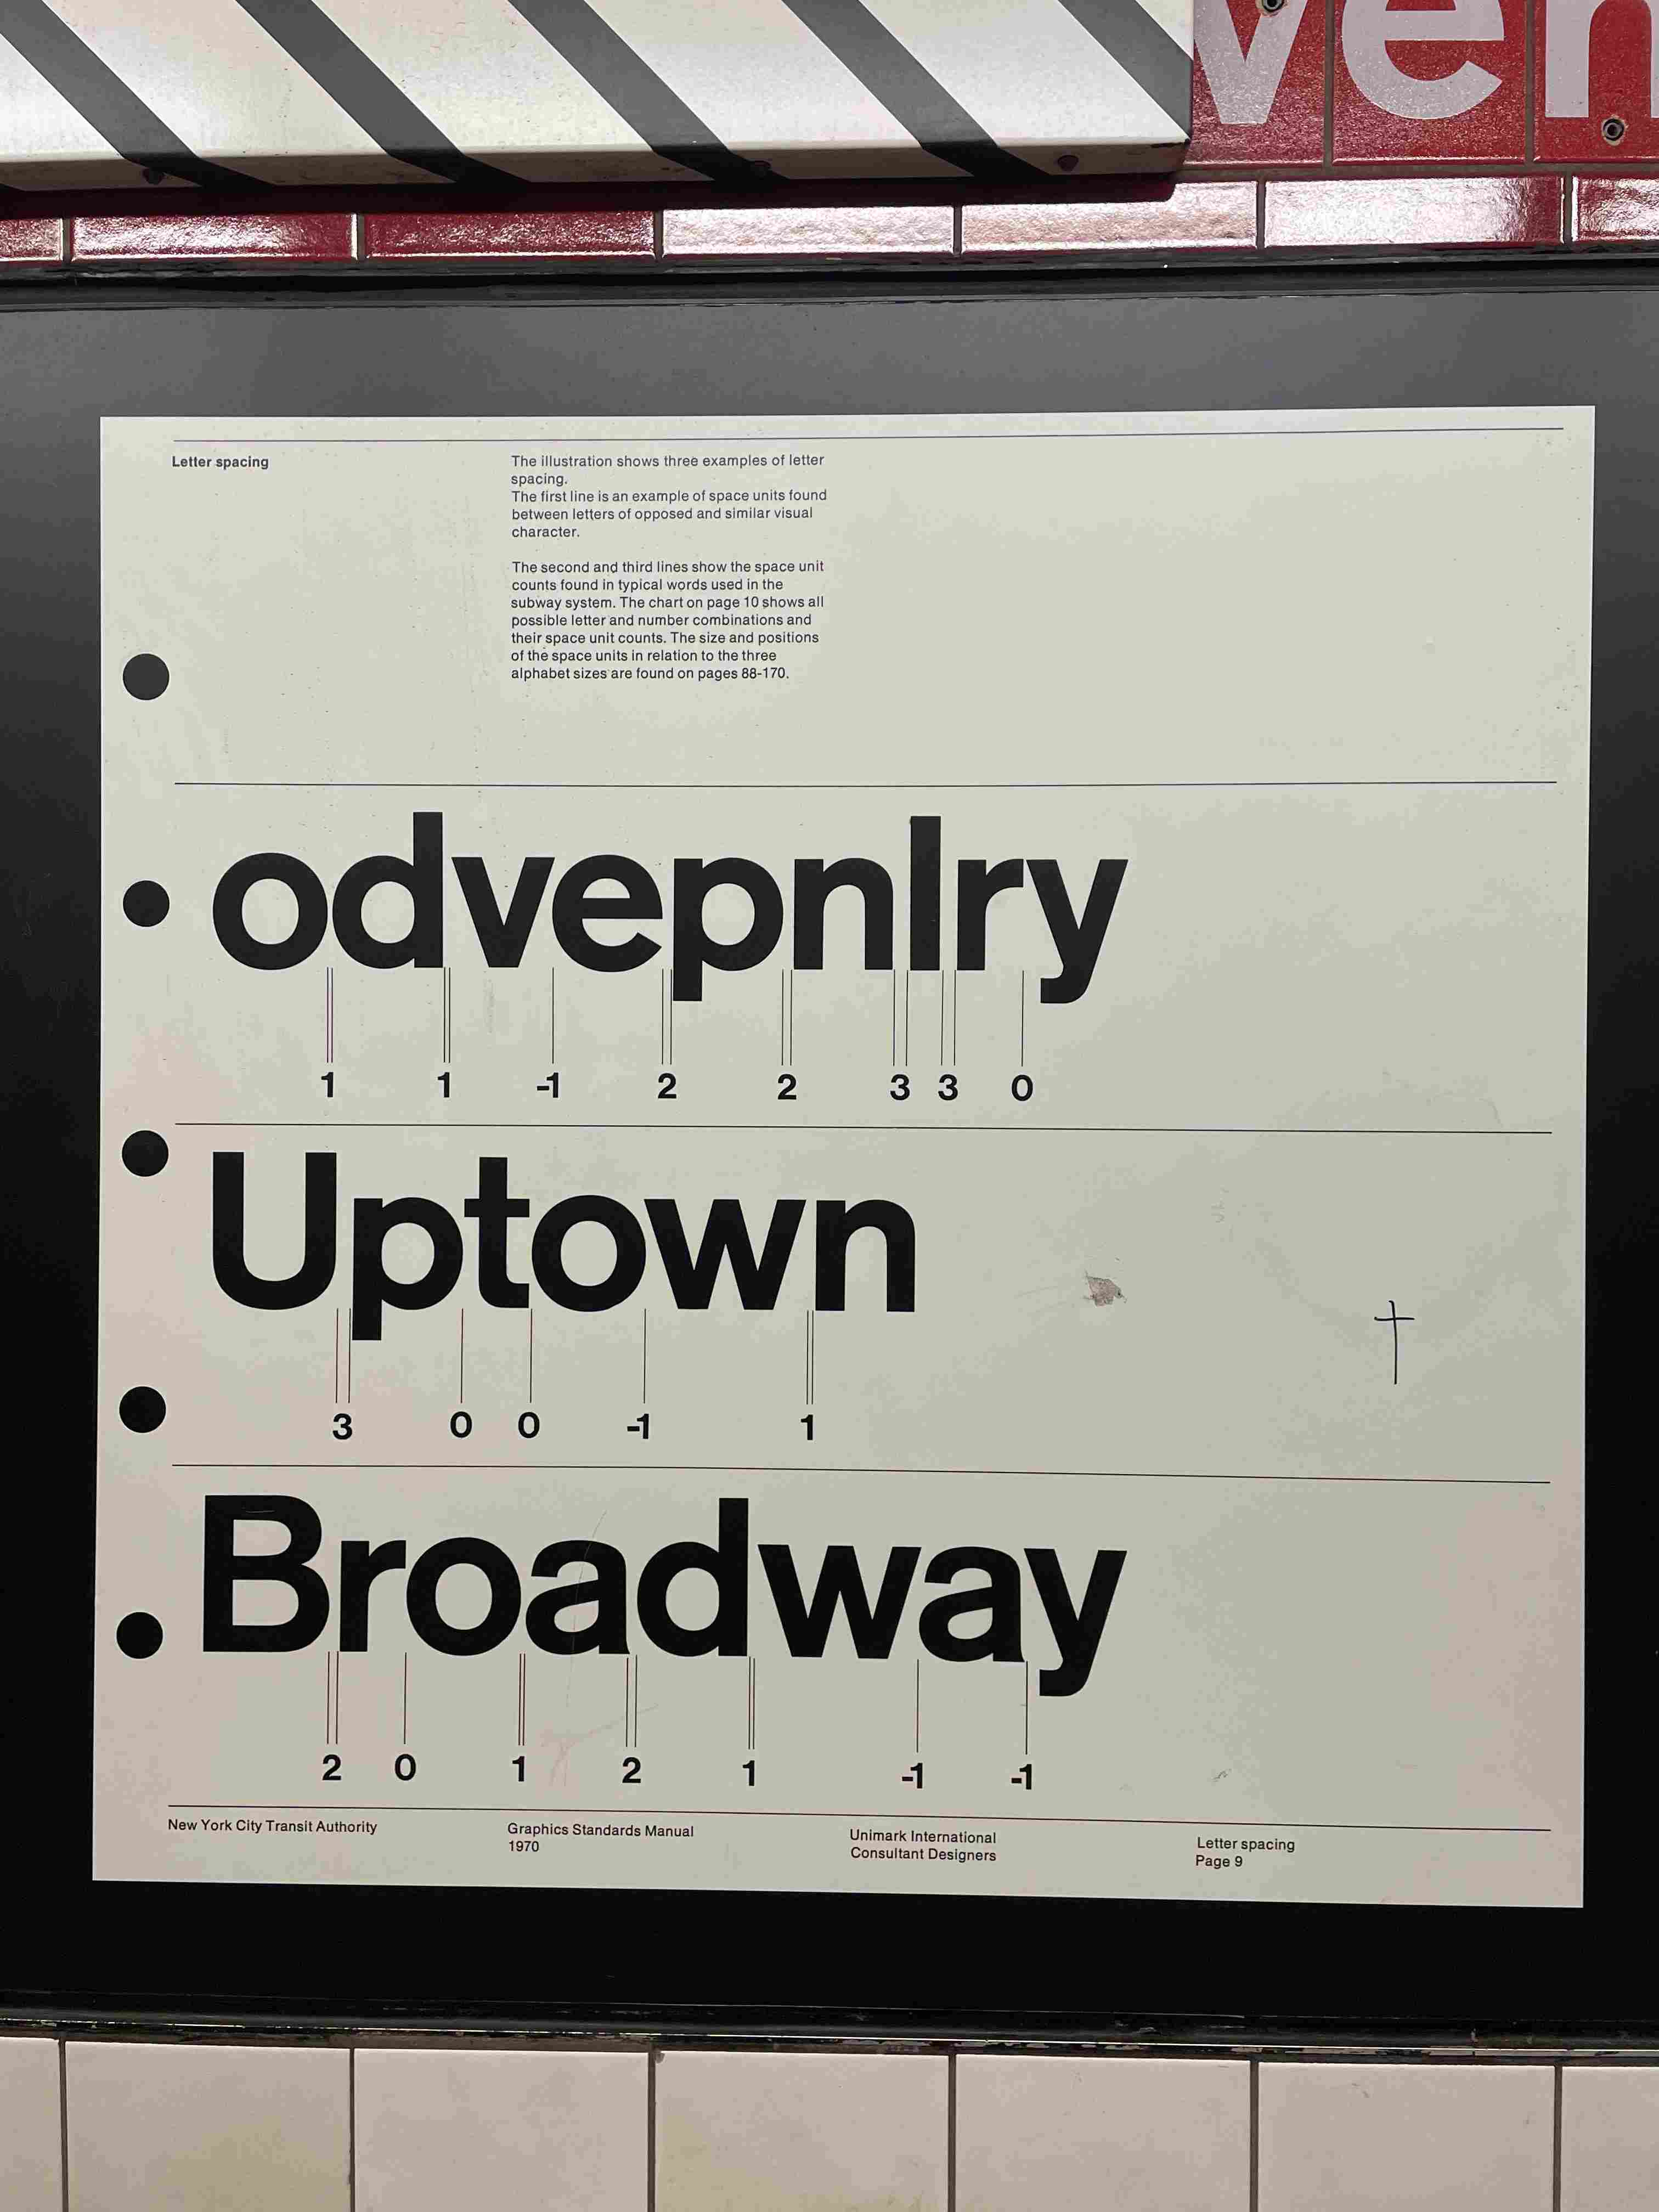 ven
Letter spacing
The illustration shows three examples of letter
spacing.
The first line is an example of space units found
between letters of opposed and similar visual
character.
The second and third lines show the space unit
counts found in typical words used in the
subway system. The chart on page 10 shows all
possible letter and number combinations and
their space unit counts. The size and positions
of the space units in relation to the three
alphabet sizes are found on pages 88-170.
odvepnlry
1 1 -1 2 2 3 3 0
Uptown
3 0 0 -1 1
Broadway
2 0 1 2 1 -1 -1
New York City Transit Authority
Graphics Standards Manual
1970
Unimark International
Consultant Designers
Letter spacing
Page 9